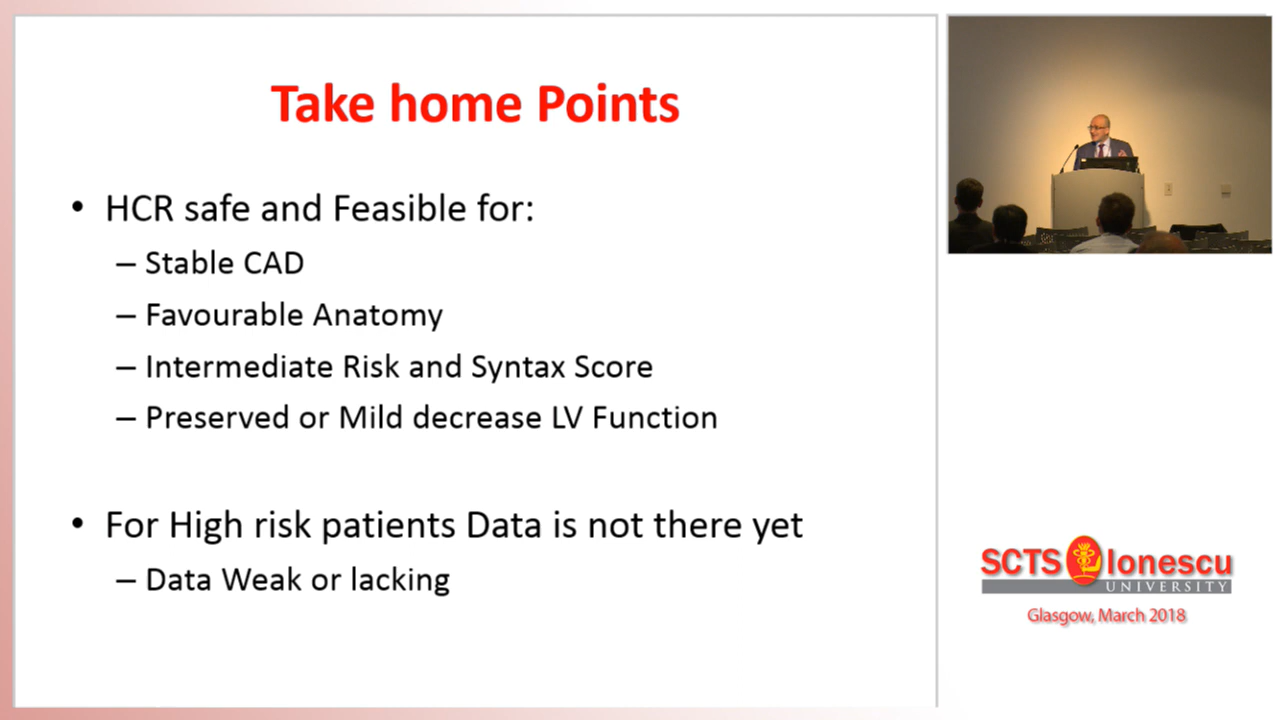 Take home Points
• HCR safe and Feasible for:
– Stable CAD
– Favourable Anatomy
– Intermediate Risk and Syntax Score
– Preserved or Mild decrease LV Function
• For High risk patients Data is not there yet
– Data Weak or lacking
SCTS Ionescu
UNIVERSITY
Glasgow, March 2018